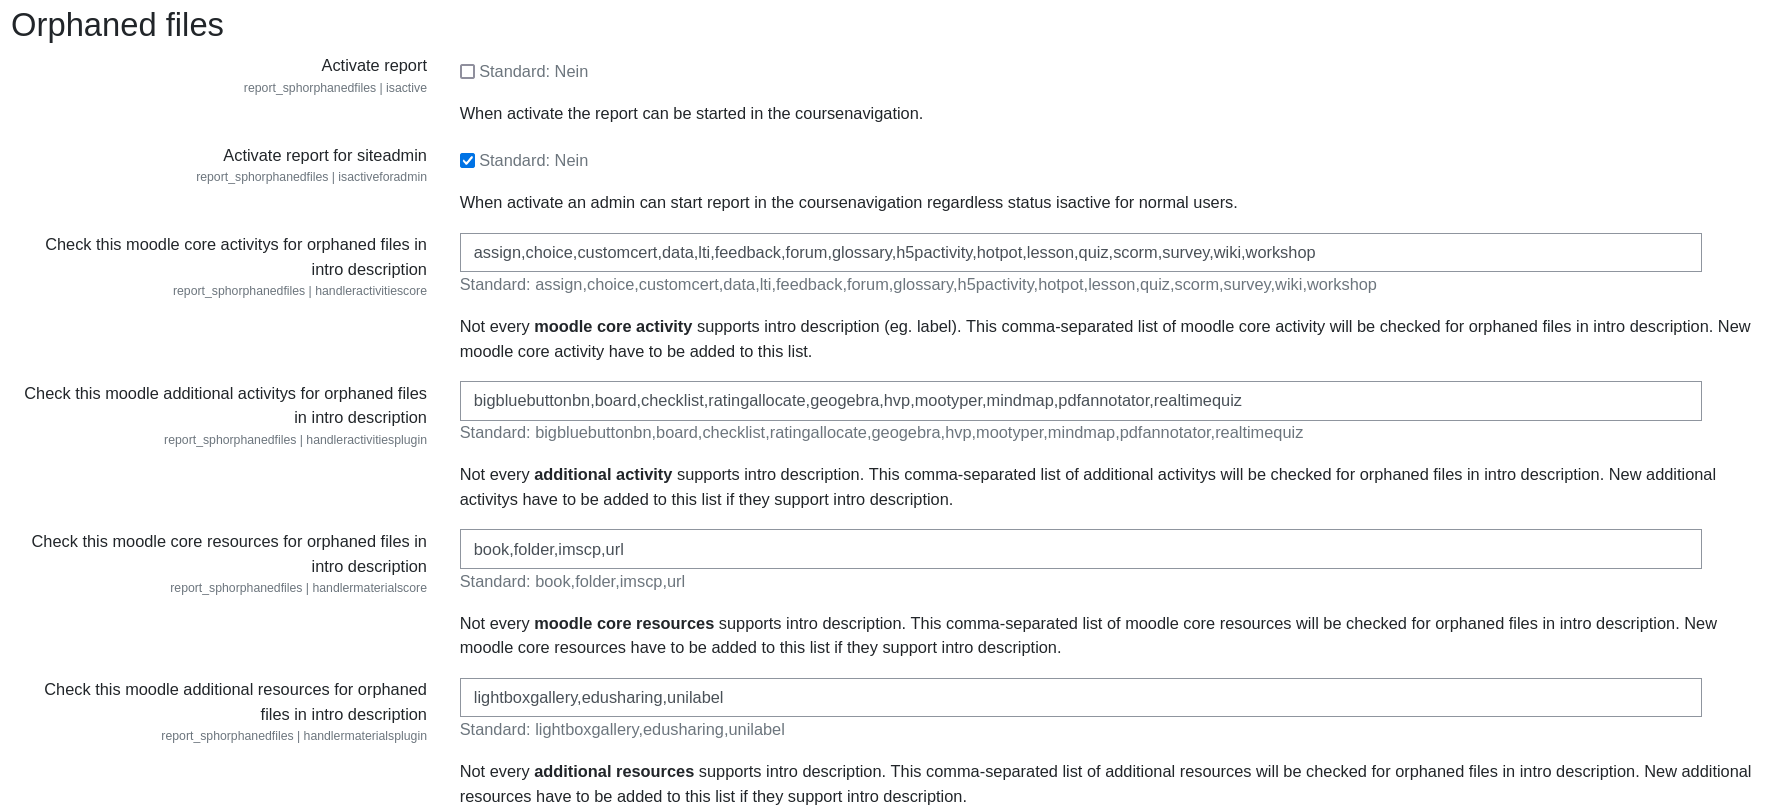 Orphaned files
Activate report
report_sphorphanedfiles | isactive
Standard: Nein
When activate the report can be started in the coursenavigation.
Activate report for siteadmin
report_sphorphanedfiles | isactiveforadmin
Standard: Nein
When activate an admin can start report in the coursenavigation regardless status isactive for normal users.
Check this moodle core activitys for orphaned files in
intro description
report_sphorphanedfiles | handleractivitiescore
assign,choice,customcert,data,lti,feedback,forum,glossary,h5pactivity,hotpot,lesson,quiz,scorm,survey,wiki,workshop
Standard: assign,choice,customcert,data,lti,feedback,forum,glossary,h5pactivity,hotpot,lesson,quiz,scorm,survey,wiki,workshop
Not every moodle core activity supports intro description (eg. label). This comma-separated list of moodle core activity will be checked for orphaned files in intro description. New
moodle core activity have to be added to this list.
Check this moodle additional activitys for orphaned files
in intro description
report_sphorphanedfiles | handleractivitiesplugin
bigbluebuttonbn,board,checklist,ratingallocate,geogebra,hvp,mootyper,mindmap,pdfannotator,realtimequiz
Standard: bigbluebuttonbn,board,checklist,ratingallocate,geogebra,hvp,mootyper,mindmap,pdfannotator,realtimequiz
Not every additional activity supports intro description. This comma-separated list of additional activitys will be checked for orphaned files in intro description. New additional
activitys have to be added to this list if they support intro description.
Check this moodle core resources for orphaned files in
intro description
report_sphorphanedfiles | handlermaterialscore
book,folder,imscp,url
Standard: book,folder,imscp,url
Not every moodle core resources supports intro description. This comma-separated list of moodle core resources will be checked for orphaned files in intro description. New
moodle core resources have to be added to this list if they support intro description.
Check this moodle additional resources for orphaned
files in intro description
report_sphorphanedfiles | handlermaterialsplugin
lightboxgallery,edusharing,unilabel
Standard: lightboxgallery,edusharing,unilabel
Not every additional resources supports intro description. This comma-separated list of additional resources will be checked for orphaned files in intro description. New additional
resources have to be added to this list if they support intro description.